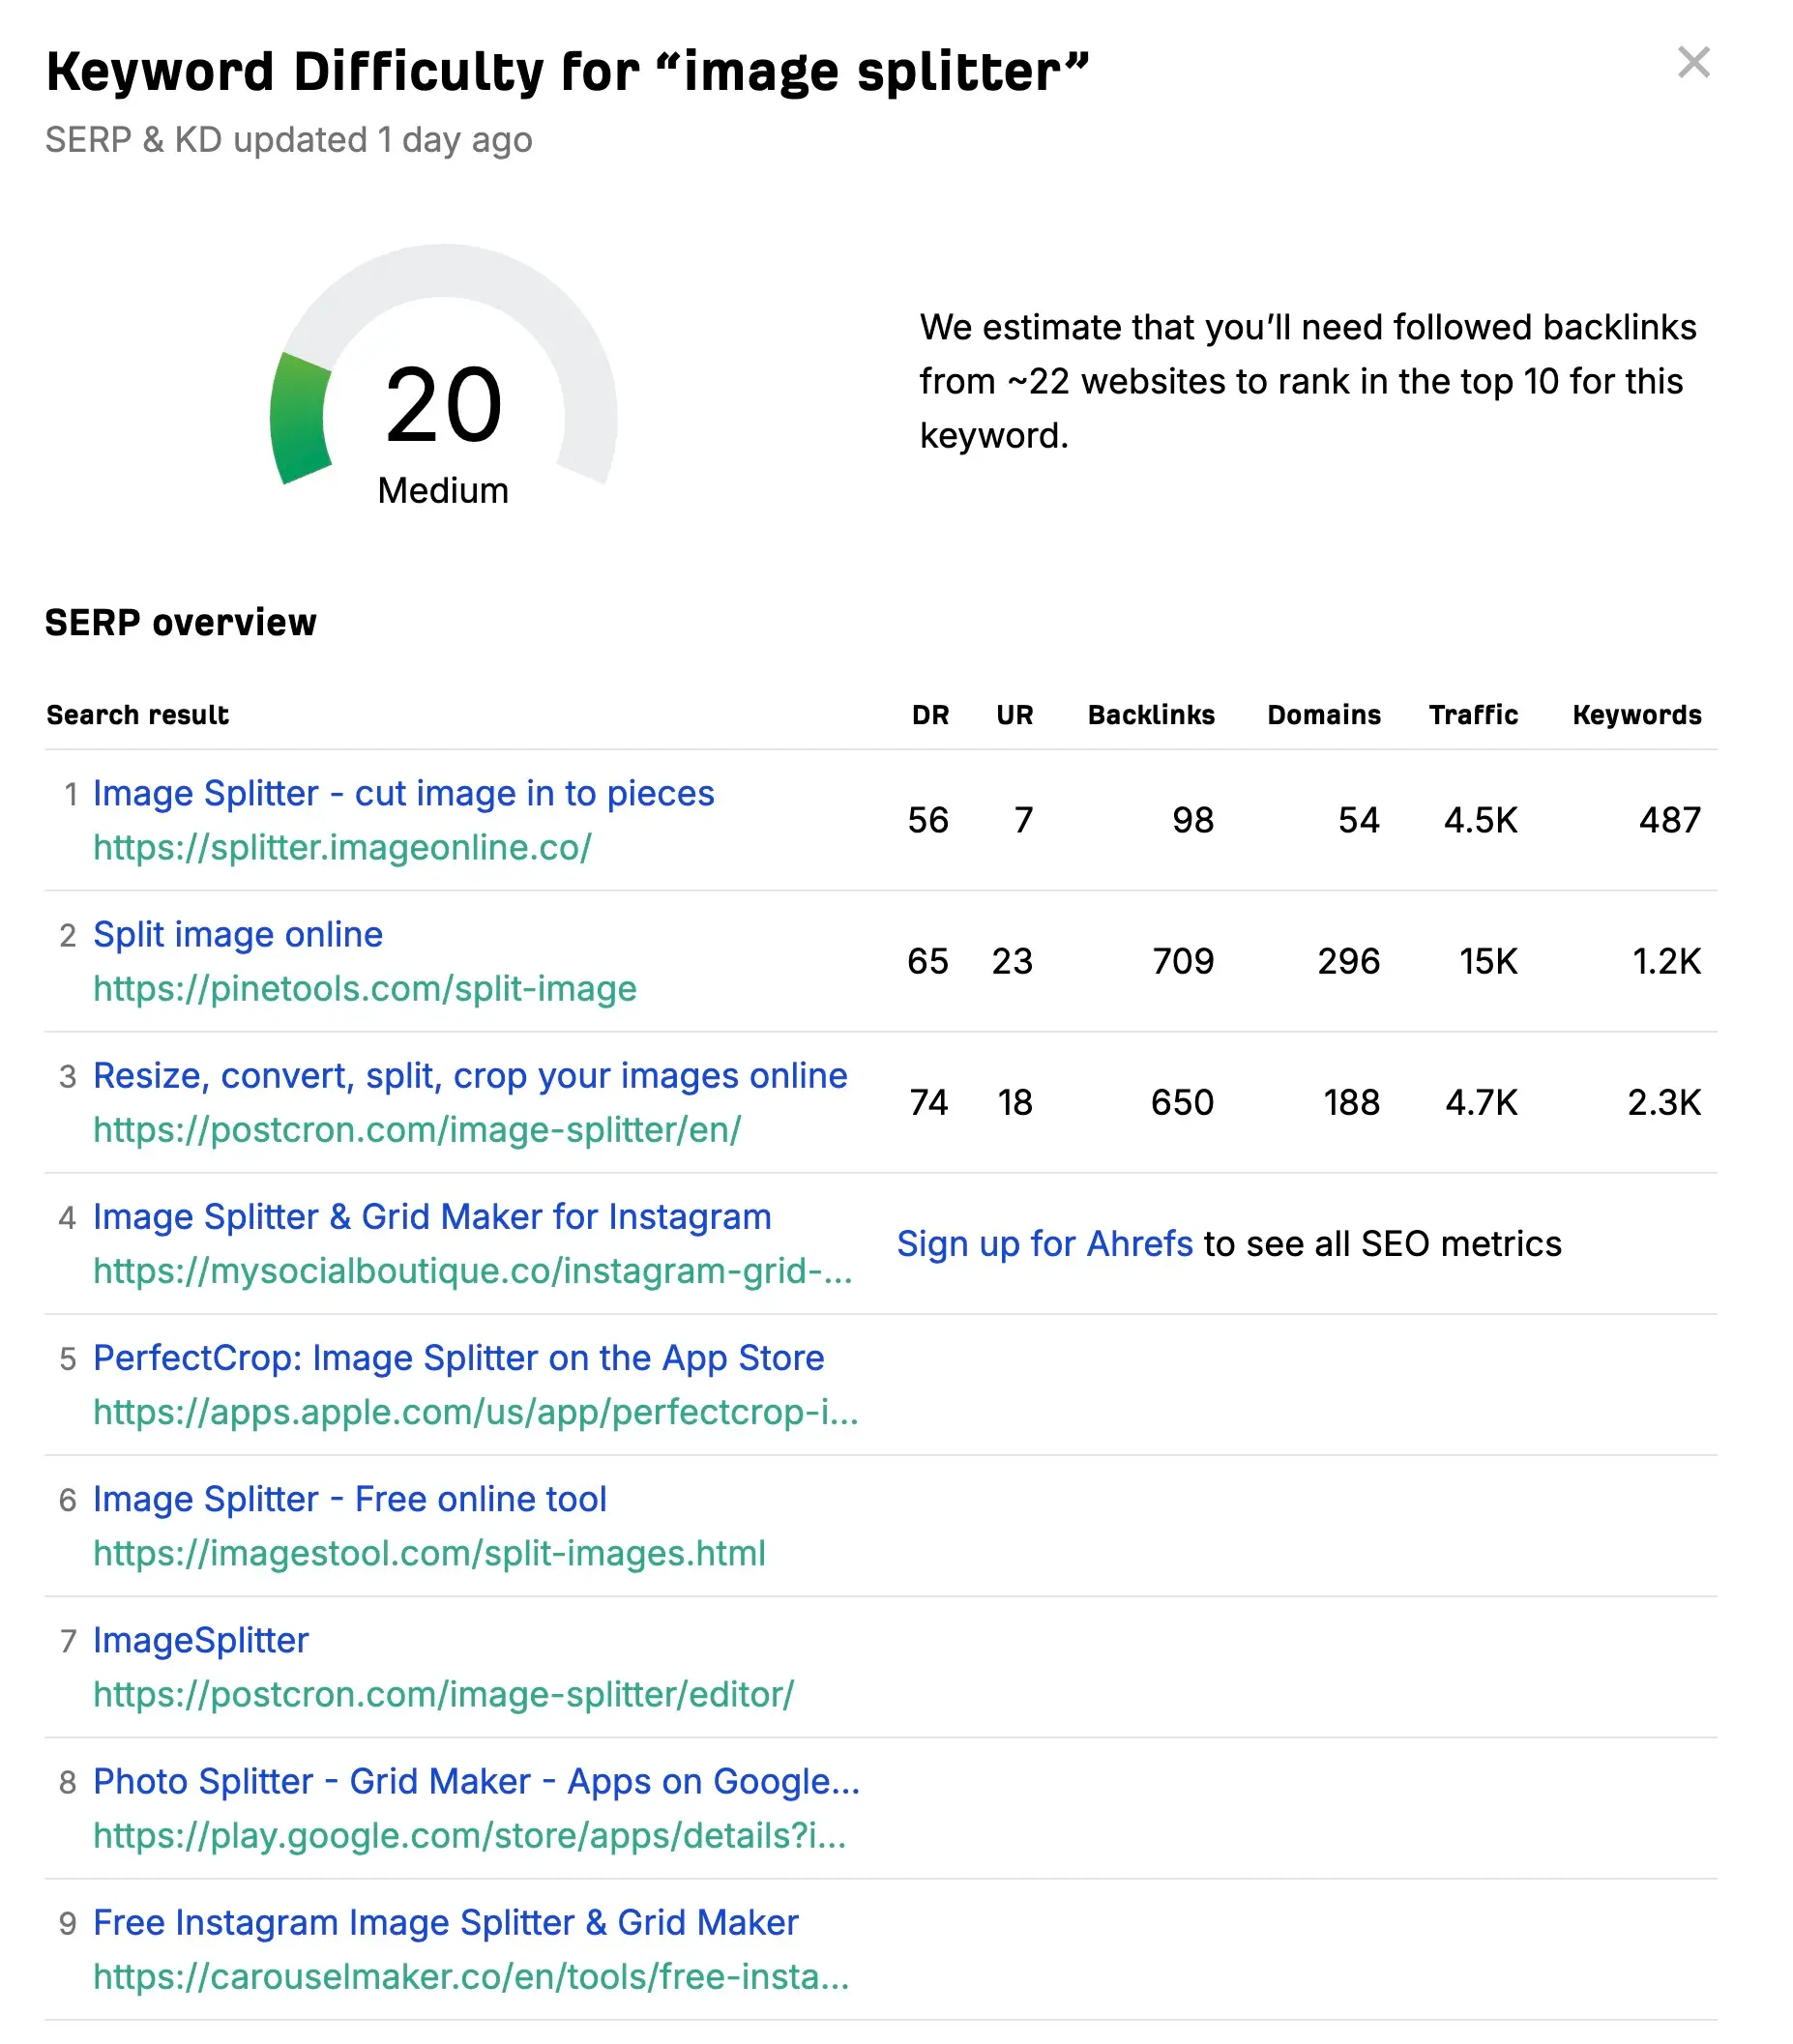 Keyword Difficulty for “image splitter”
SERP & KD updated 1 day ago
20
Medium
We estimate that you’ll need followed backlinks
from ~22 websites to rank in the top 10 for this
keyword.
SERP overview
Search result DR UR Backlinks Domains Traffic Keywords
1 Image Splitter - cut image in to pieces
https://splitter.imageonline.co/
56 7 98 54 4.5K 487
2 Split image online
https://pinetools.com/split-image
65 23 709 296 15K 1.2K
3 Resize, convert, split, crop your images online
https://postcron.com/image-splitter/en/
74 18 650 188 4.7K 2.3K
4 Image Splitter & Grid Maker for Instagram
https://mysocialboutique.co/instagram-grid-...
Sign up for Ahrefs to see all SEO metrics
5 PerfectCrop: Image Splitter on the App Store
https://apps.apple.com/us/app/perfectcrop-i...
6 Image Splitter - Free online tool
https://imagestool.com/split-images.html
7 ImageSplitter
https://postcron.com/image-splitter/editor/
8 Photo Splitter - Grid Maker - Apps on Google...
https://play.google.com/store/apps/details?i...
9 Free Instagram Image Splitter & Grid Maker
https://carouselmaker.co/en/tools/free-insta...